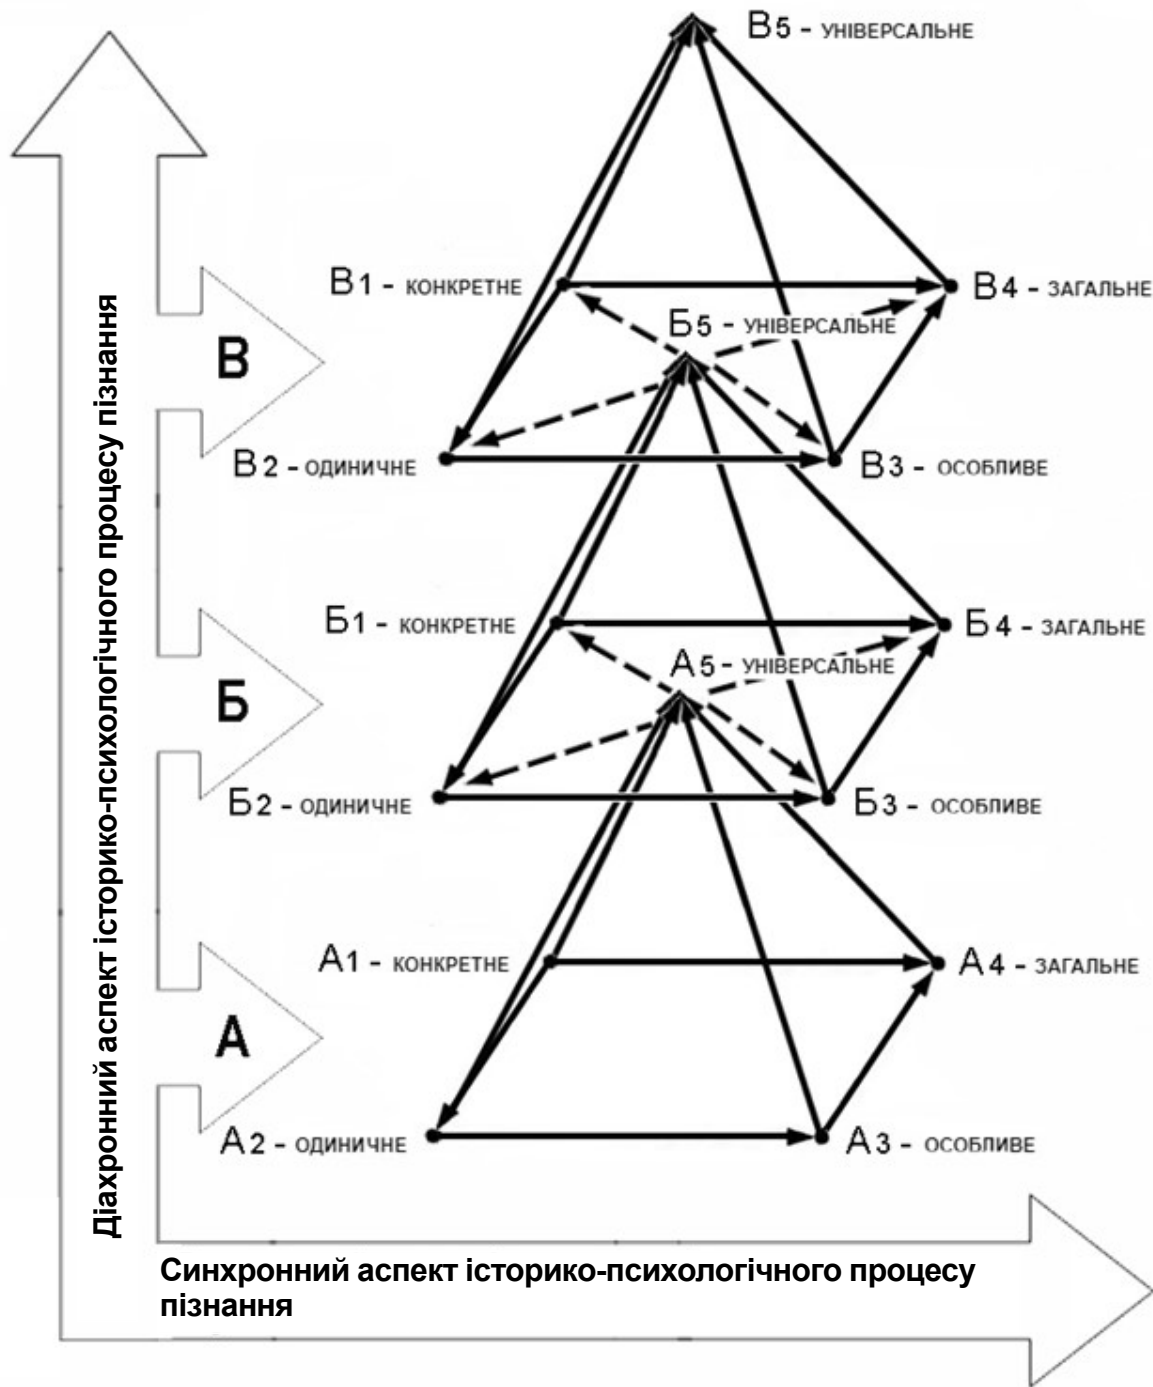 В5 - УНІВЕРСАЛЬНЕ
В1 - КОНКРЕТНЕ
В4 - ЗАГАЛЬНЕ
Б5 - УНІВЕРСАЛЬНЕ
В
В2 - ОДИНИЧНЕ
В3 - ОСОБЛИВЕ
Б1 - КОНКРЕТНЕ
Б4 - ЗАГАЛЬНЕ
А5 - УНІВЕРСАЛЬНЕ
Б
Б2 - ОДИНИЧНЕ
Б3 - ОСОБЛИВЕ
А1 - КОНКРЕТНЕ
А4 - ЗАГАЛЬНЕ
А
А2 - ОДИНИЧНЕ
А3 - ОСОБЛИВЕ
Діахронний аспект історико-психологічного процесу пізнання
Синхронний аспект історико-психологічного процесу
пізнання